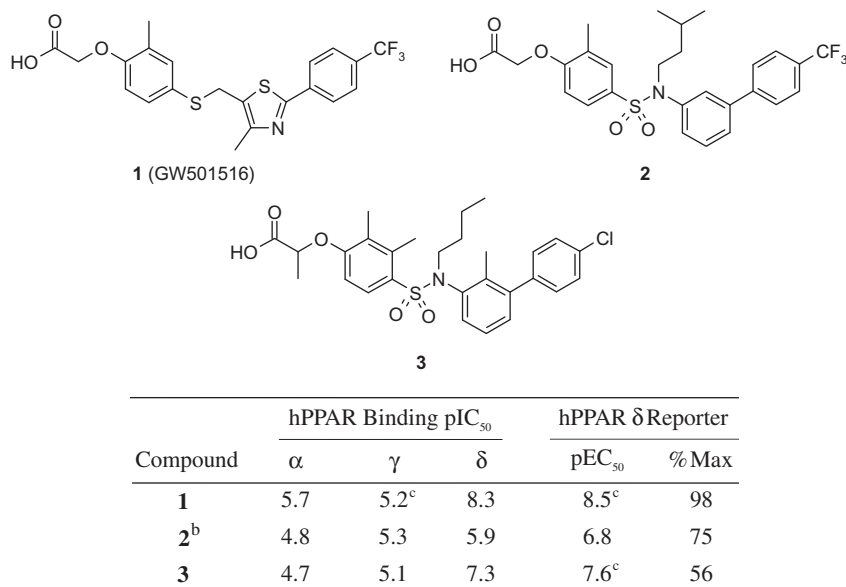 O
HO
O
S
S
N
CF₃
1 (GW501516)
O
HO
O
S
O O
N
CF₃
2
O
HO
O
S
O O
N
Cl
3
hPPAR Binding pIC₅₀ hPPAR δ Reporter
Compound α γ δ pEC₅₀ %Max
1 5.7 5.2ᶜ 8.3 8.5ᶜ 98
2ᵇ 4.8 5.3 5.9 6.8 75
3 4.7 5.1 7.3 7.6ᶜ 56